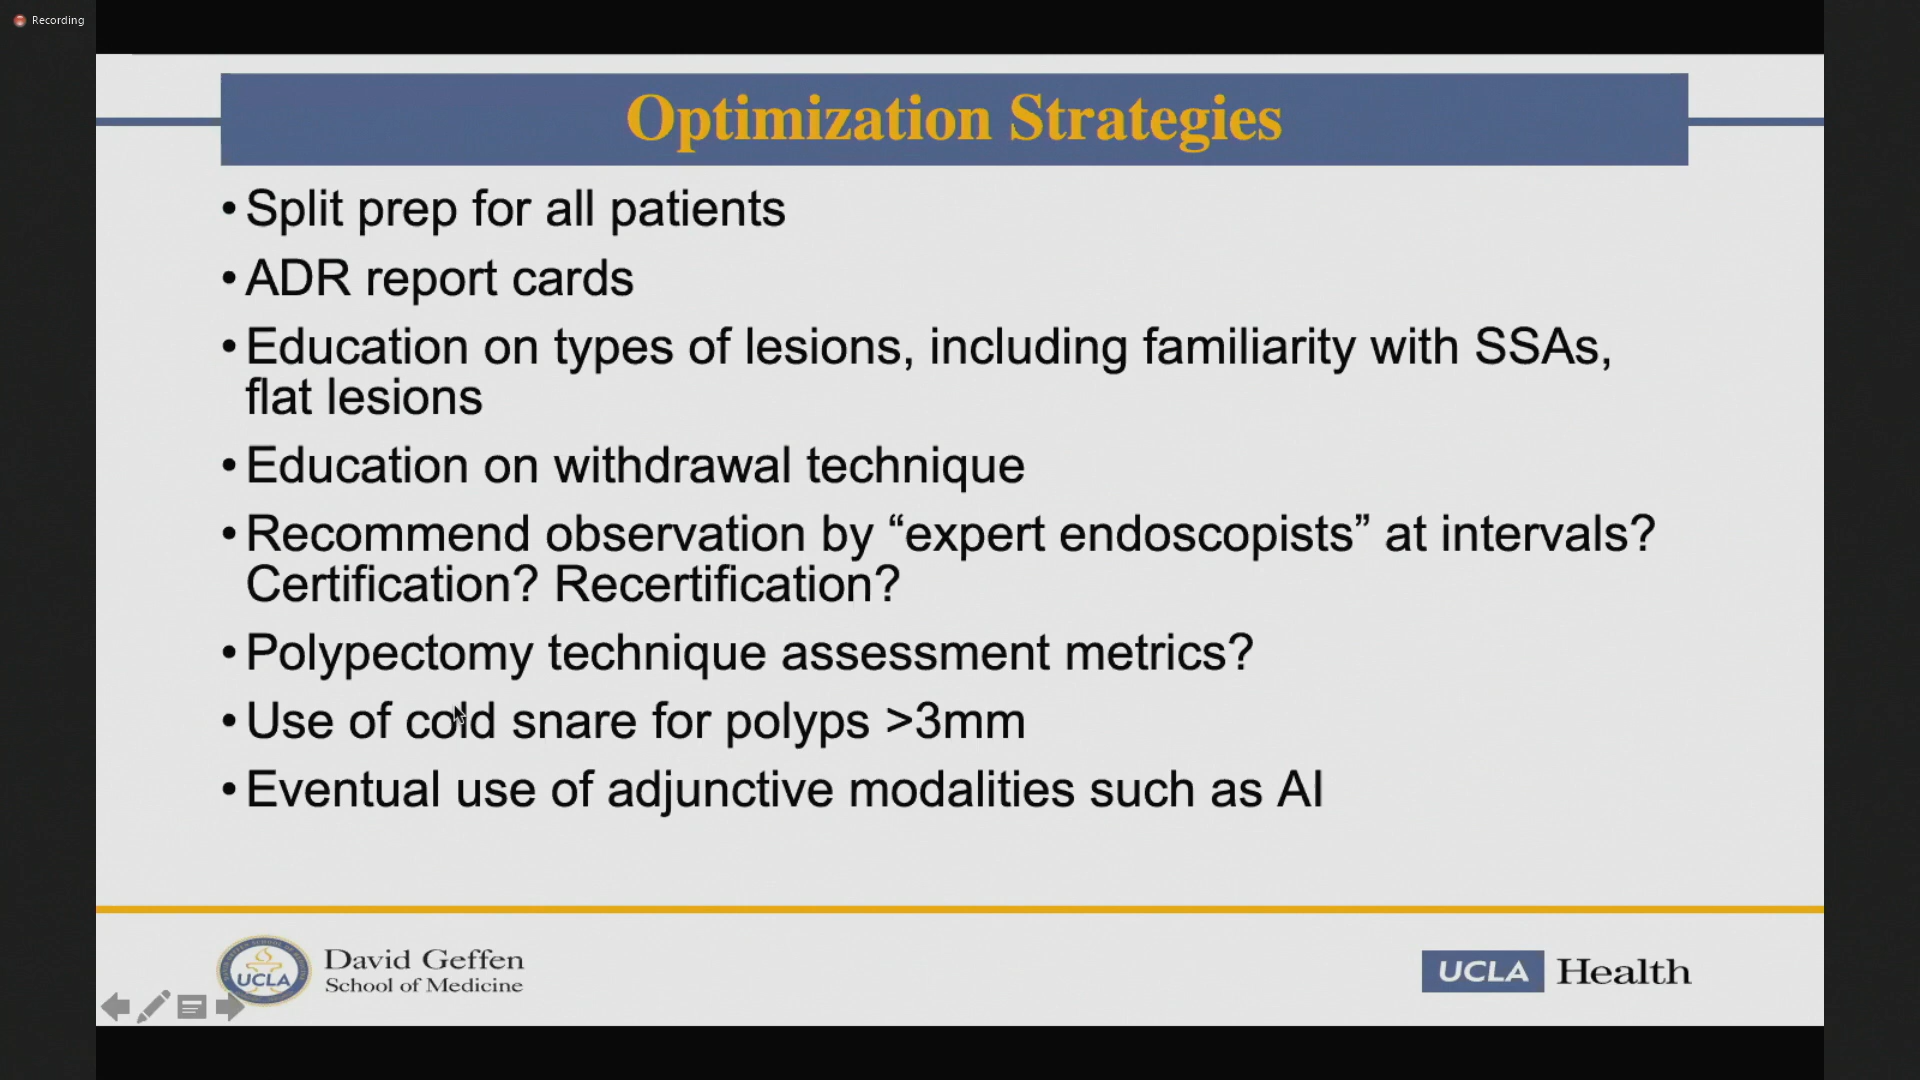 Recording
Optimization Strategies
• Split prep for all patients
• ADR report cards
• Education on types of lesions, including familiarity with SSAs,
flat lesions
• Education on withdrawal technique
• Recommend observation by “expert endoscopists” at intervals?
Certification? Recertification?
• Polypectomy technique assessment metrics?
• Use of cold snare for polyps >3mm
• Eventual use of adjunctive modalities such as AI
UCLA
David Geffen
School of Medicine
UCLA Health